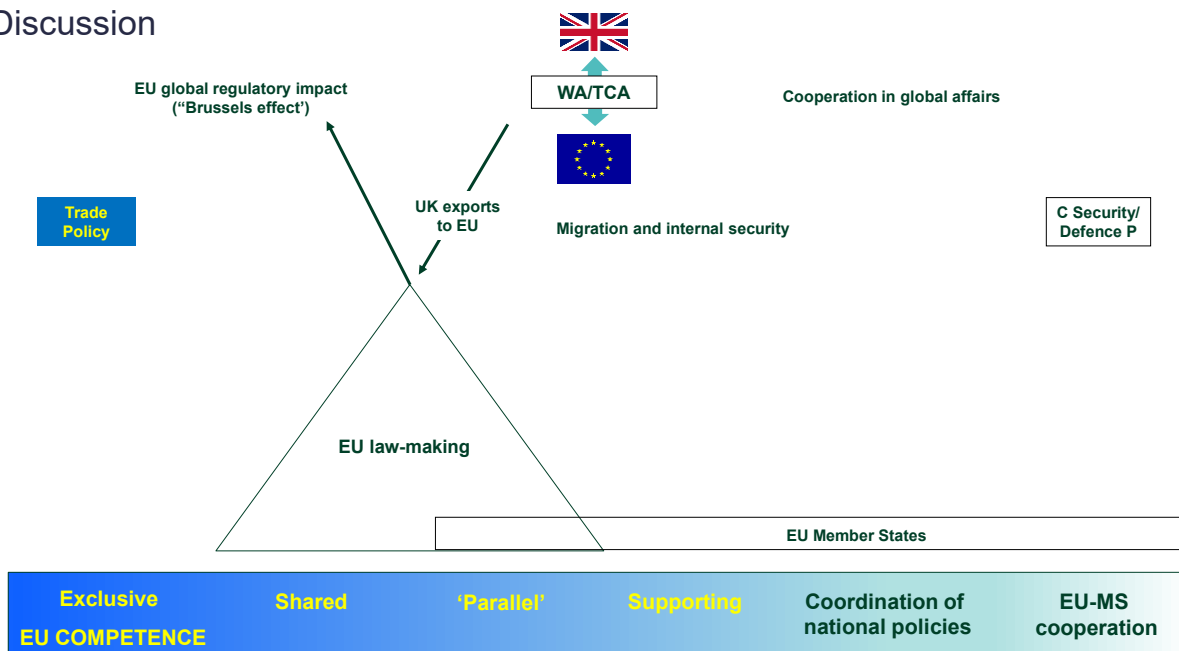 Discussion
EU global regulatory impact
(“Brussels effect’)
WA/TCA
Cooperation in global affairs
Trade
Policy
UK exports
to EU
Migration and internal security
C Security/
Defence P
EU law-making
EU Member States
Exclusive
EU COMPETENCE
Shared
‘Parallel’
Supporting
Coordination of
national policies
EU-MS
cooperation